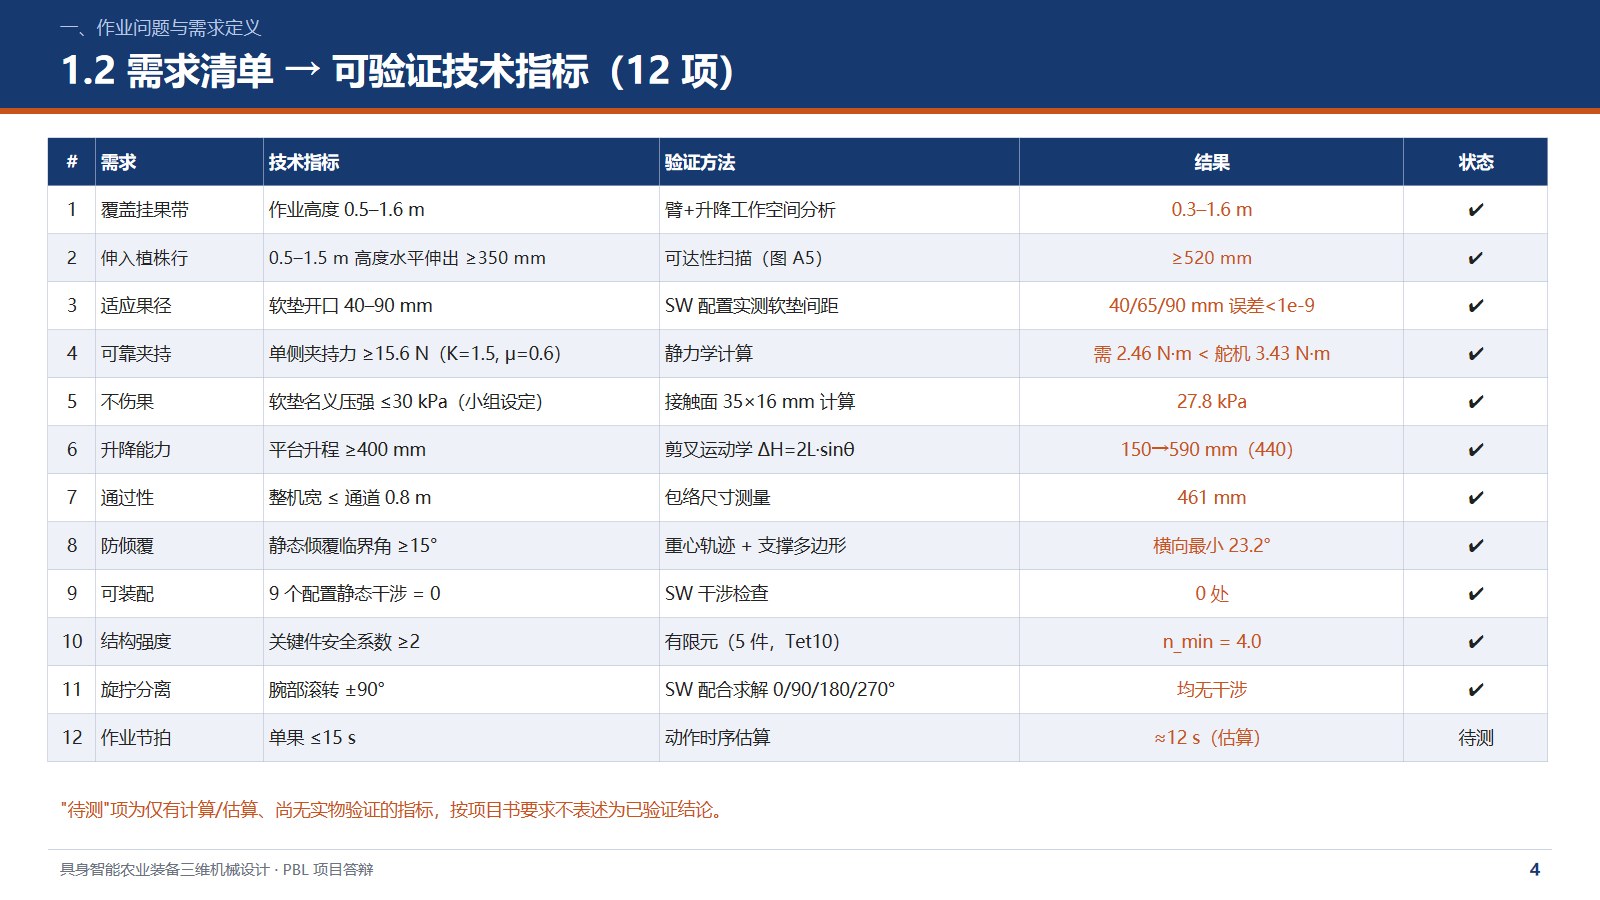 一、作业问题与需求定义
1.2 需求清单 → 可验证技术指标（12 项）
# 需求 技术指标 验证方法 结果 状态
1 覆盖挂果带 作业高度 0.5–1.6 m 臂+升降工作空间分析 0.3–1.6 m ✔
2 伸入植株行 0.5–1.5 m 高度水平伸出 ≥350 mm 可达性扫描（图 A5） ≥520 mm ✔
3 适应果径 软垫开口 40–90 mm SW 配置实测软垫间距 40/65/90 mm 误差<1e-9 ✔
4 可靠夹持 单侧夹持力 ≥15.6 N（K=1.5, μ=0.6） 静力学计算 需 2.46 N·m < 舵机 3.43 N·m ✔
5 不伤果 软垫名义压强 ≤30 kPa（小组设定） 接触面 35×16 mm 计算 27.8 kPa ✔
6 升降能力 平台升程 ≥400 mm 剪叉运动学 ΔH=2L·sinθ 150→590 mm（440） ✔
7 通过性 整机宽 ≤ 通道 0.8 m 包络尺寸测量 461 mm ✔
8 防倾覆 静态倾覆临界角 ≥15° 重心轨迹 + 支撑多边形 横向最小 23.2° ✔
9 可装配 9 个配置静态干涉 = 0 SW 干涉检查 0 处 ✔
10 结构强度 关键件安全系数 ≥2 有限元（5 件，Tet10） n_min = 4.0 ✔
11 旋拧分离 腕部滚转 ±90° SW 配合求解 0/90/180/270° 均无干涉 ✔
12 作业节拍 单果 ≤15 s 动作时序估算 ≈12 s（估算） 待测
"待测"项为仅有计算/估算、尚无实物验证的指标，按项目书要求不表述为已验证结论。
具身智能农业装备三维机械设计 · PBL 项目答辩
4